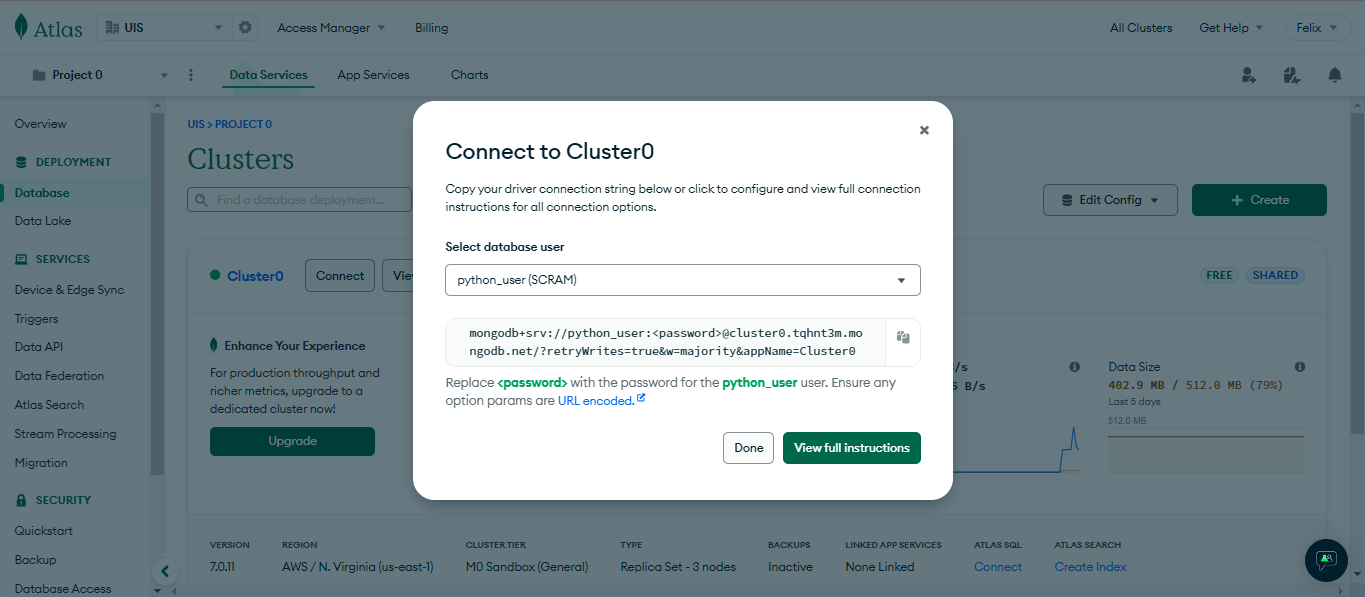 Atlas
UIS
Access Manager
Billing
All Clusters
Get Help
Felix
Project 0
Data Services
App Services
Charts
Overview
DEPLOYMENT
Database
Data Lake
SERVICES
Device & Edge Sync
Triggers
Data API
Data Federation
Atlas Search
Stream Processing
Migration
SECURITY
Quickstart
Backup
Database Access
UIS > PROJECT 0
Clusters
Find a database deployment...
Edit Config
+ Create
Cluster0
Connect
FREE
SHARED
Enhance Your Experience
For production throughput and
richer metrics, upgrade to a
dedicated cluster now!
Upgrade
Connect to Cluster0
Copy your driver connection string below or click to configure and view full connection
instructions for all connection options.
Select database user
python_user (SCRAM)
mongodb+srv://python_user:<password>@cluster0.tqhnt3m.mo
ngodb.net/?retryWrites=true&w=majority&appName=Cluster0
Replace <password> with the password for the python_user user. Ensure any
option params are URL encoded.
Done
View full instructions
/s
B/s
Data Size
402.9 MB / 512.0 MB (79%)
Last 5 days
512.0 MB
VERSION
REGION
CLUSTER TIER
TYPE
BACKUPS
LINKED APP SERVICES
ATLAS SQL
ATLAS SEARCH
7.0.11
AWS / N. Virginia (us-east-1)
M0 Sandbox (General)
Replica Set - 3 nodes
Inactive
None Linked
Connect
Create Index